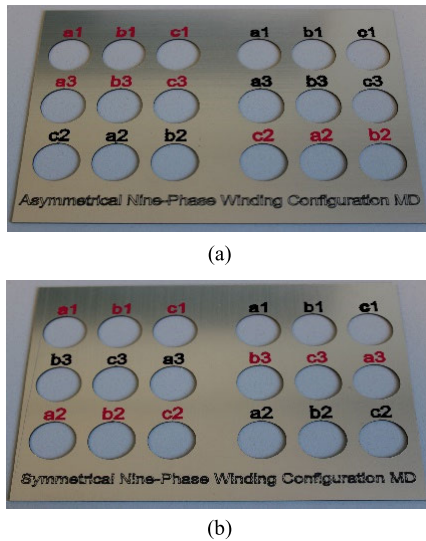 a1 b1 c1 a1 b1 c1
a3 b3 c3 a3 b3 c3
c2 a2 b2 c2 a2 b2
Asymmetrical Nine-Phase Winding Configuration MD
(a)
a1 b1 c1 a1 b1 c1
b3 c3 a3 b3 c3 a3
a2 b2 c2 a2 b2 c2
Symmetrical Nine-Phase Winding Configuration MD
(b)